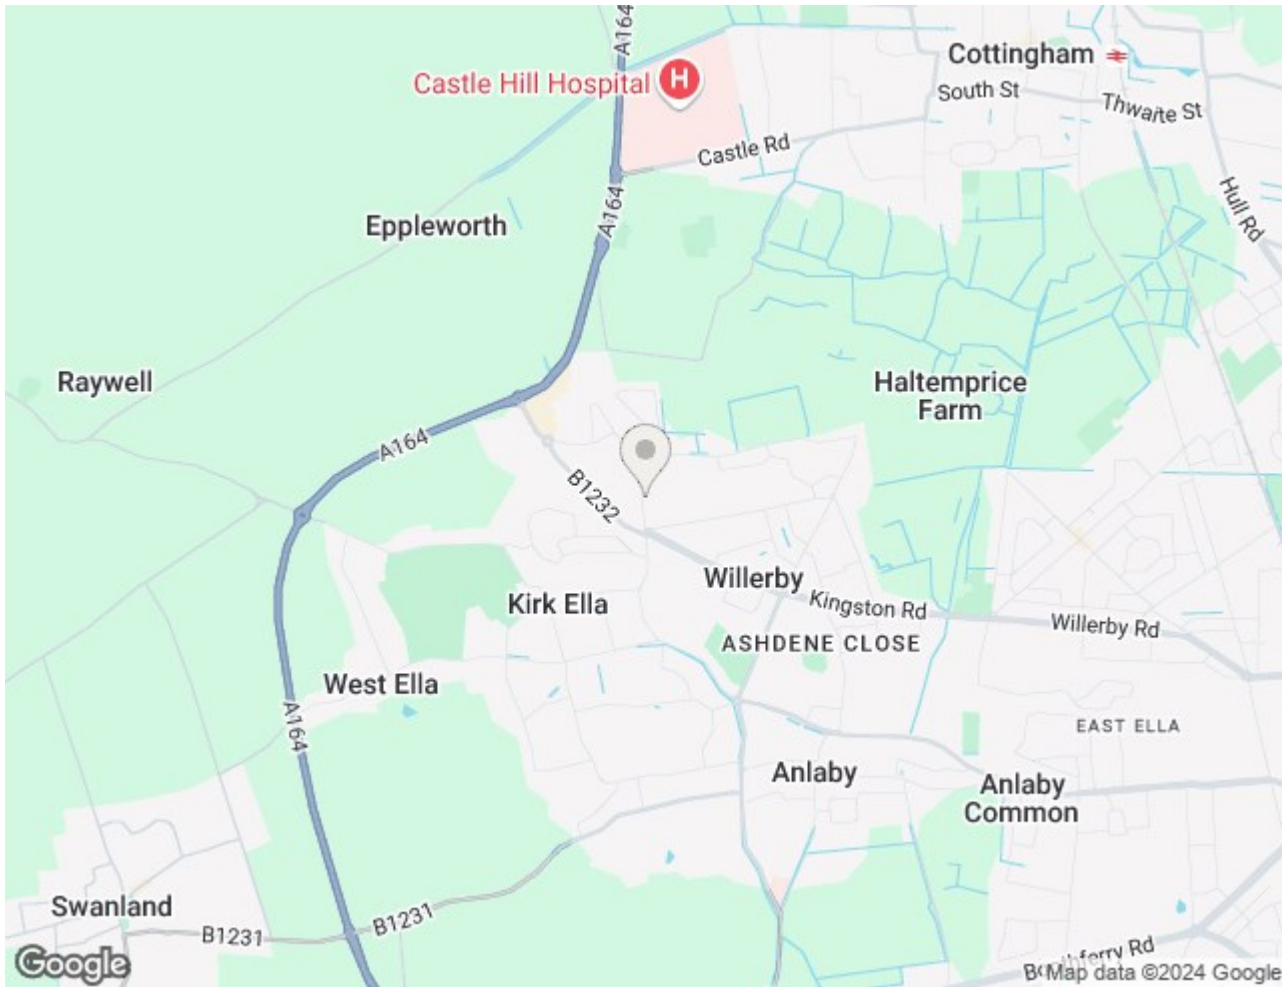 A164
Cottingham
Castle Hill Hospital
H
South St
Thwaite St
Castle Rd
Hull Rd
A164
Eppleworth
Raywell
Haltemprice
Farm
A164
B1232
Willerby
Kirk Ella
Kingston Rd
Willerby Rd
ASHDENE CLOSE
West Ella
A164
EAST ELLA
Anlaby
Anlaby
Common
Swanland
B1231
B1231
Boothferry Rd
Google
Map data ©2024 Google